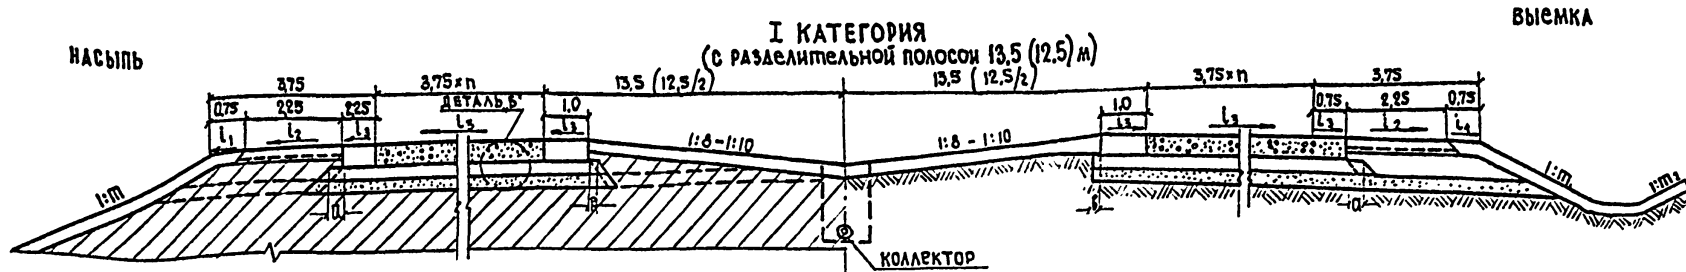 I КАТЕГОРИЯ
(С РАЗДЕЛИТЕЛЬНОЙ ПОЛОСОЙ 13,5 (12,5) м)
НАСЫПЬ
ВЫЕМКА
3,75 3,75×n 13,5 (12,5/2) 13,5 (12,5/2) 3,75×n 3,75
0,75 2,25 2,25 ДЕТАЛЬ„Б" 1,0 1,0 0,75 2,25 0,75
i₁ i₂ i₃ i₃ i₃ i₃ i₃ i₃ i₂ i₁
1:8-1:10 1:8 - 1:10
1:m 1:m₁ 1:m₂
а в в а
КОЛЛЕКТОР